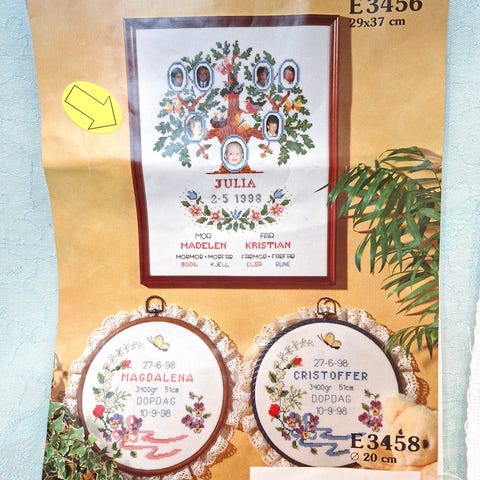 E3456
29x37 cm
JULIA
2-5 1998
MOR FAR
MADELEN KRISTIAN
MORMOR • MORFAR FARMOR • FARFAR
BODIL KJELL ELSA RUNE
27-6-98
MAGDALENA
3400gr 51cm
DOPDAG
10-9-98
27-6-98
CRISTOFFER
3400gr 51cm
DOPDAG
10-9-98
E3458
Ø 20 cm